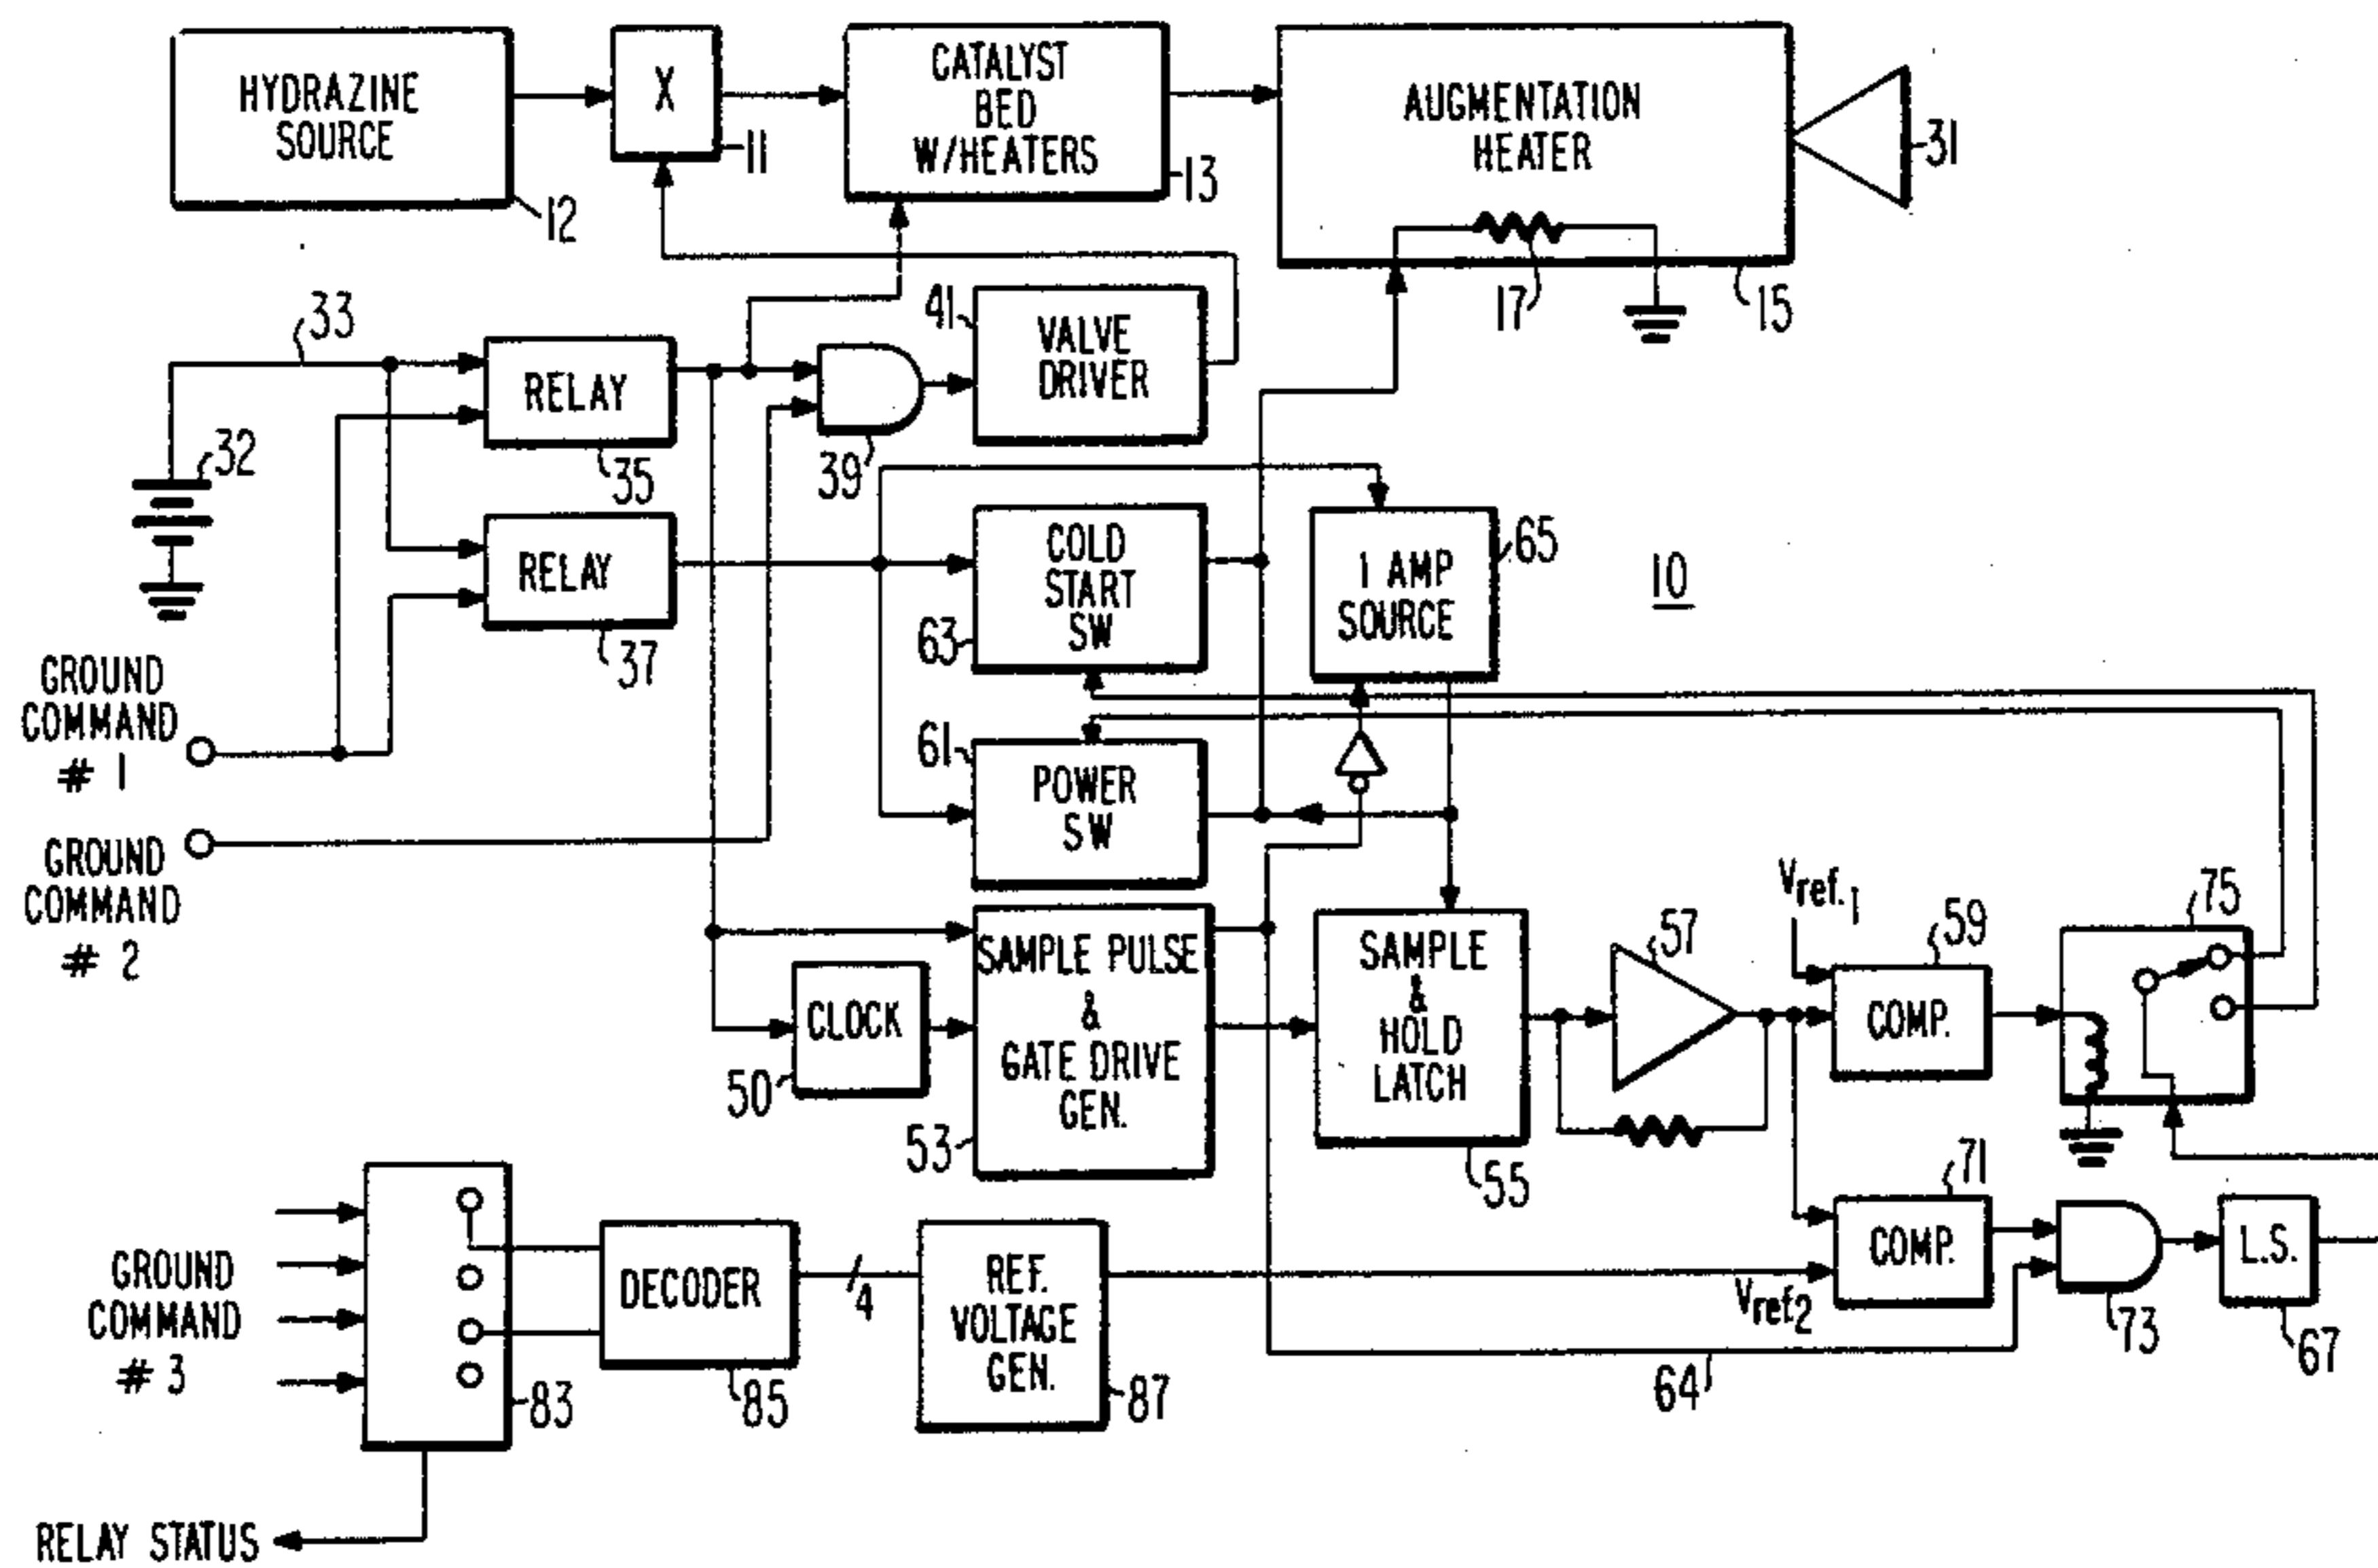 HYDRAZINE
SOURCE
12
X
11
CATALYST
BED
W/HEATERS
13
AUGMENTATION
HEATER
17
15
31
33
32
RELAY
35
39
41
VALVE
DRIVER
RELAY
37
COLD
START
SW
63
1 AMP
SOURCE
65
10
GROUND
COMMAND
# 1
61
POWER
SW
GROUND
COMMAND
# 2
CLOCK
50
SAMPLE PULSE
&
GATE DRIVE
GEN.
53
SAMPLE
&
HOLD
LATCH
55
57
Vref.1
59
COMP.
75
71
COMP.
Vref2
73
L.S.
67
64
GROUND
COMMAND
# 3
83
DECODER
85
4
REF.
VOLTAGE
GEN.
87
RELAY STATUS